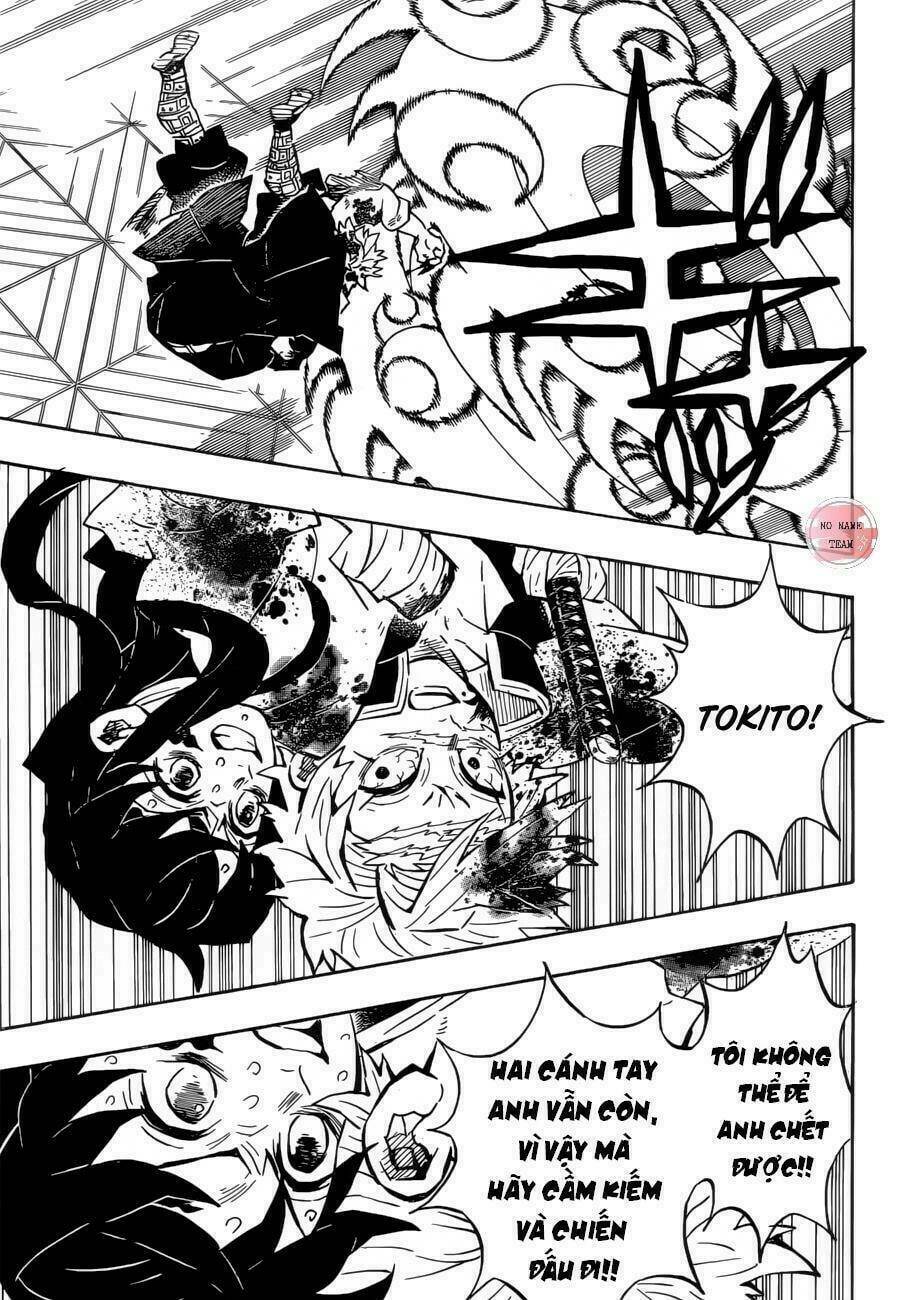 NO NAME
TEAM
TOKITO!
TÔI KHÔNG
THỂ ĐỂ
ANH CHẾT
ĐƯỢC!!
HAI CÁNH TAY
ANH VẪN CÒN,
VÌ VẬY MÀ
HÃY CẦM KIẾM
VÀ CHIẾN
ĐẤU ĐI!!